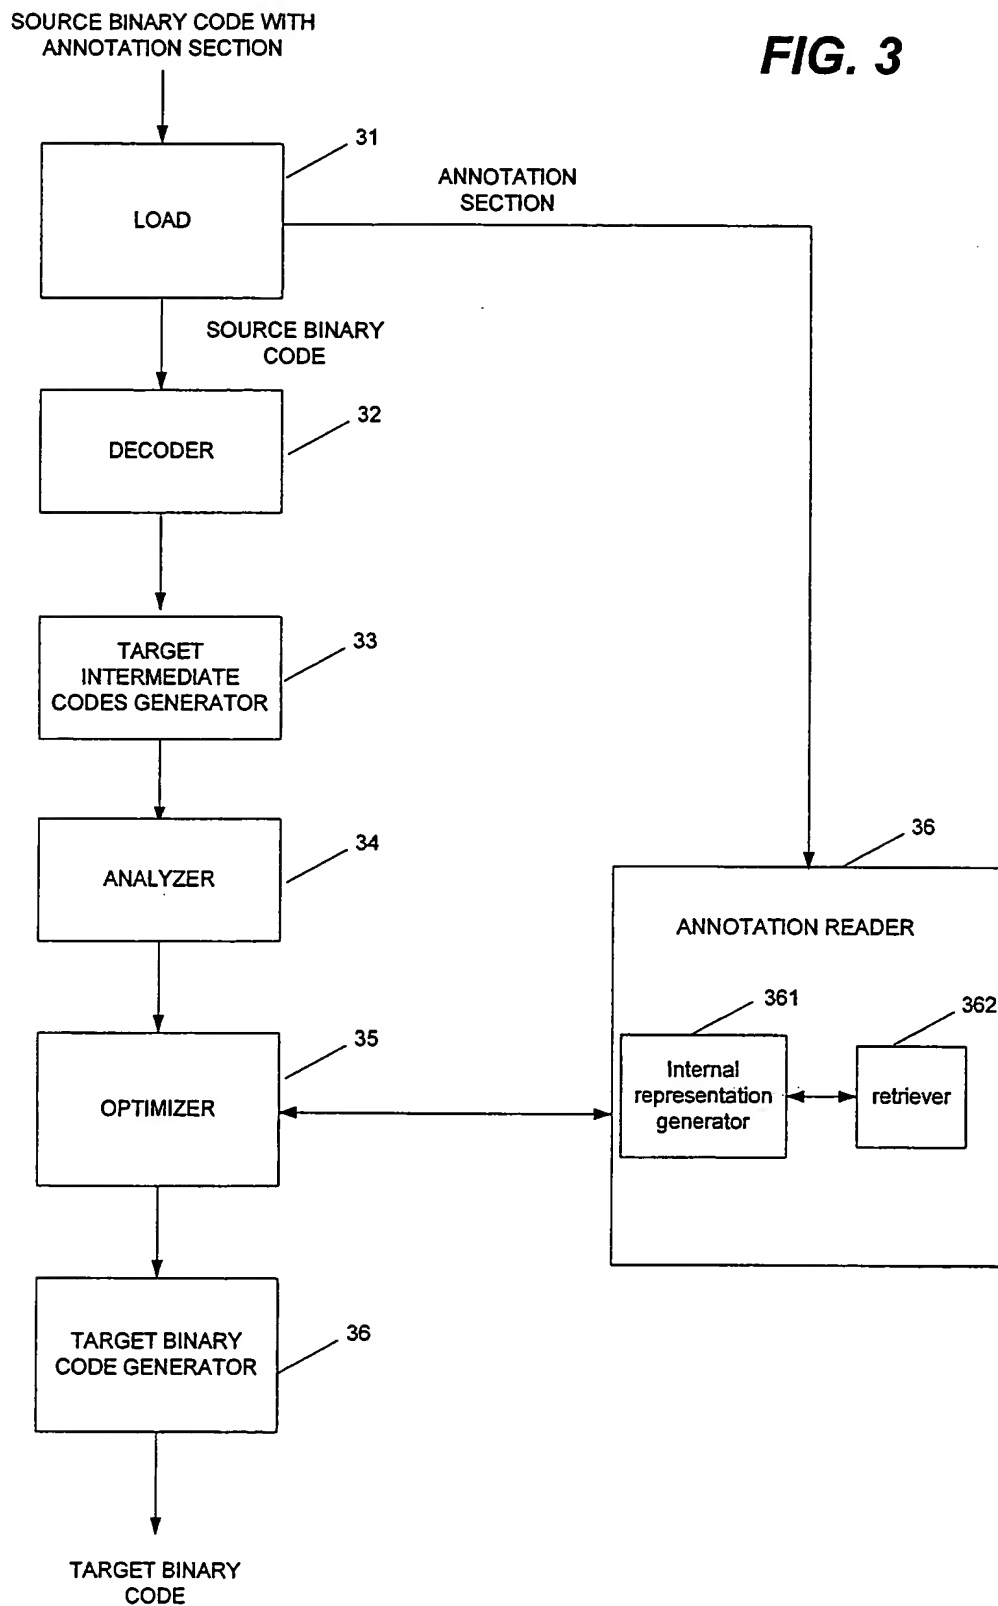 SOURCE BINARY CODE WITH
ANNOTATION SECTION
FIG. 3
31
LOAD
ANNOTATION
SECTION
SOURCE BINARY
CODE
32
DECODER
33
TARGET
INTERMEDIATE
CODES GENERATOR
34
ANALYZER
36
ANNOTATION READER
361
362
Internal
representation
generator
retriever
35
OPTIMIZER
36
TARGET BINARY
CODE GENERATOR
TARGET BINARY
CODE